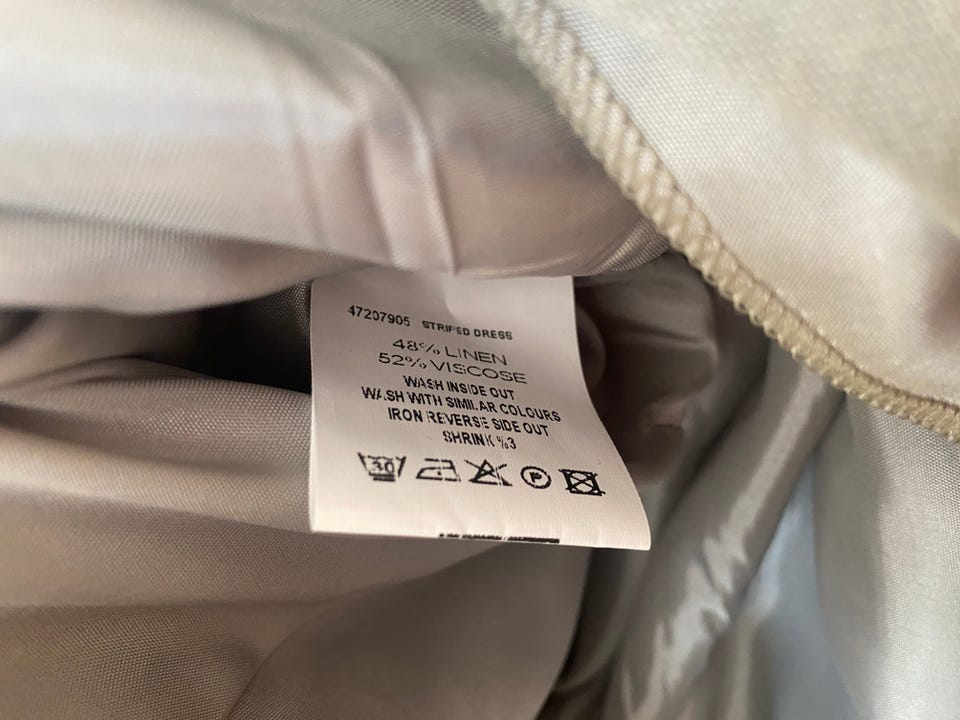 47207905 STRIPED DRESS
48% LINEN
52% VISCOSE
WASH INSIDE OUT
WASH WITH SIMILAR COLOURS
IRON REVERSE SIDE OUT
SHRINK %3
30
P